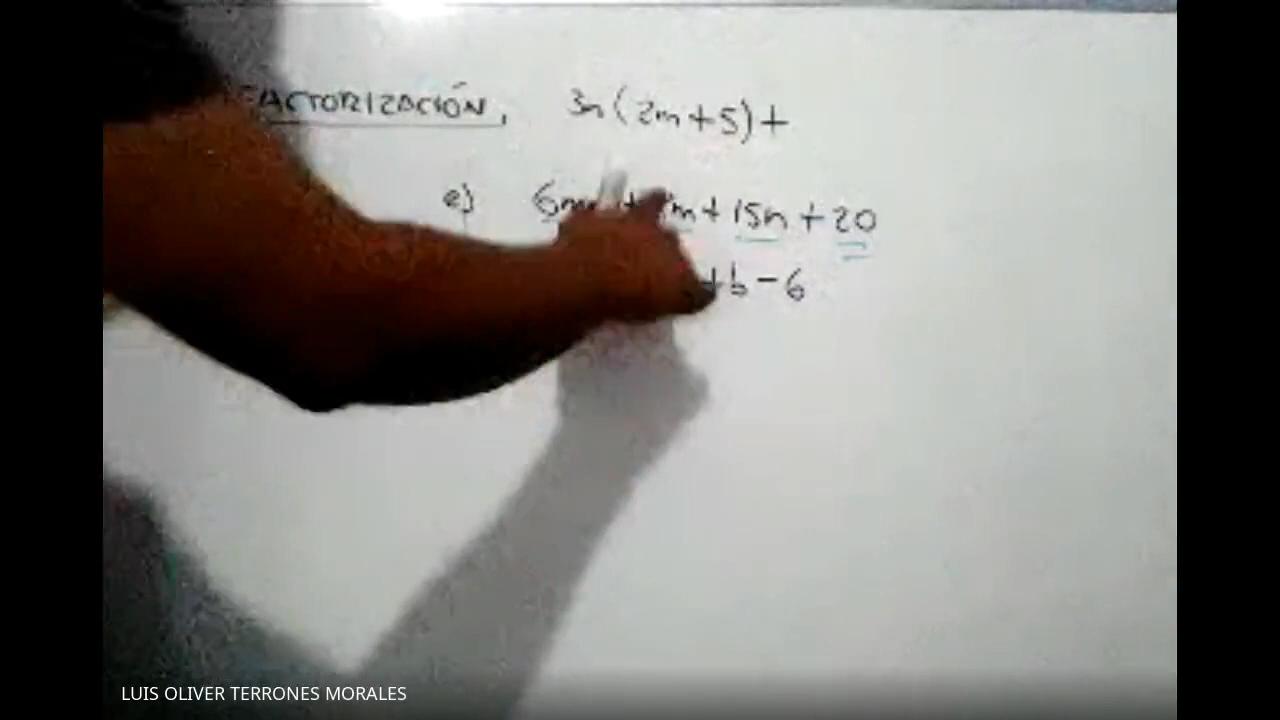 FACTORIZACIÓN, 3n(2m+5)+
e) 6m + m + 15n + 20
+b-6
LUIS OLIVER TERRONES MORALES